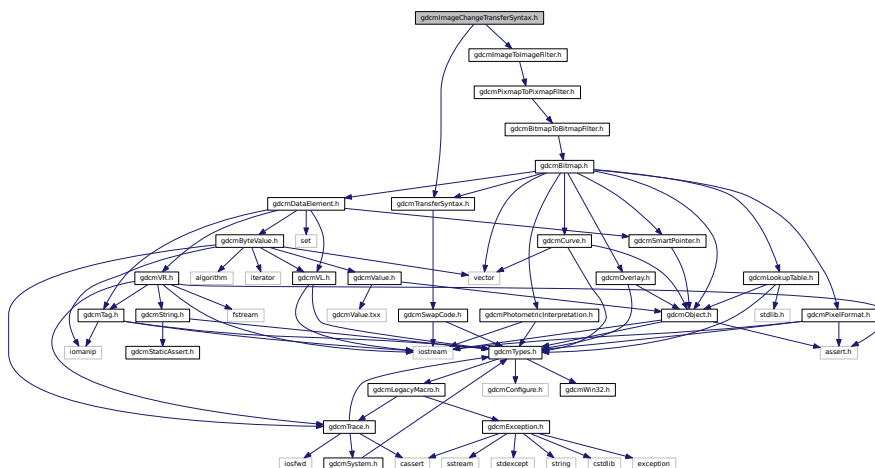 gdcmImageChangeTransferSyntax.h
gdcmImageToImageFilter.h
gdcmPixmapToPixmapFilter.h
gdcmBitmapToBitmapFilter.h
gdcmBitmap.h
gdcmDataElement.h
gdcmTransferSyntax.h
gdcmByteValue.h
set
gdcmCurve.h
gdcmSmartPointer.h
gdcmVR.h
algorithm
iterator
gdcmVL.h
gdcmValue.h
vector
gdcmOverlay.h
gdcmLookupTable.h
gdcmTag.h
gdcmString.h
fstream
gdcmValue.txx
gdcmSwapCode.h
gdcmPhotometricInterpretation.h
gdcmObject.h
stdlib.h
gdcmPixelFormat.h
iomanip
gdcmStaticAssert.h
iostream
gdcmTypes.h
assert.h
gdcmLegacyMacro.h
gdcmConfigure.h
gdcmWin32.h
gdcmTrace.h
gdcmException.h
iosfwd
gdcmSystem.h
cassert
sstream
stdexcept
string
cstdlib
exception